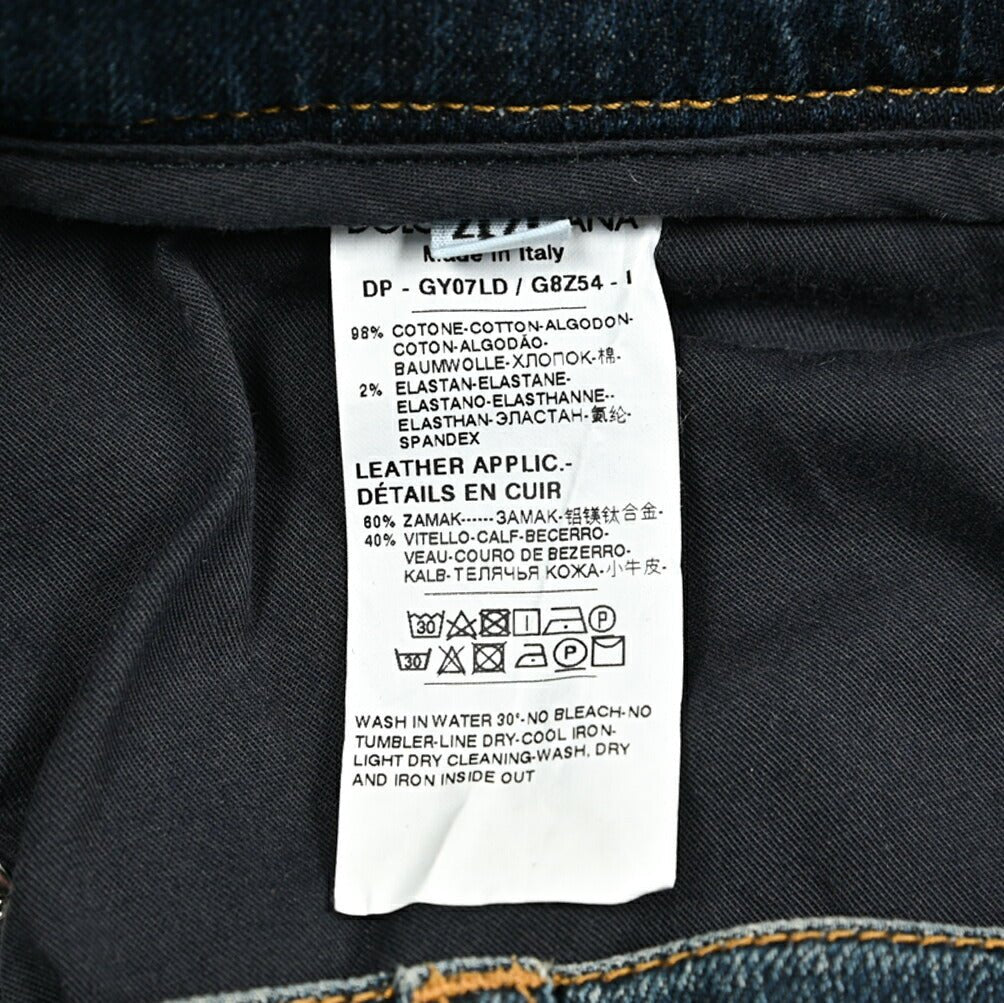 Made in Italy
DP - GY07LD / G8Z54 - I
98% COTONE-COTTON-ALGODON-
COTON-ALGODÃO-
BAUMWOLLE-ХЛОПОК-棉-
2% ELASTAN-ELASTANE-
ELASTANO-ELASTHANNE--
ELASTHAN-ЭЛАСТАН-氨纶-
SPANDEX
LEATHER APPLIC.-
DÉTAILS EN CUIR
60% ZAMAK------ЗАМАК-铝镁钛合金-
40% VITELLO-CALF-BECERRO-
VEAU-COURO DE BEZERRO-
KALB-ТЕЛЯЧЬЯ КОЖА-小牛皮-
30 P
30 P
WASH IN WATER 30°-NO BLEACH-NO
TUMBLER-LINE DRY-COOL IRON-
LIGHT DRY CLEANING-WASH, DRY
AND IRON INSIDE OUT